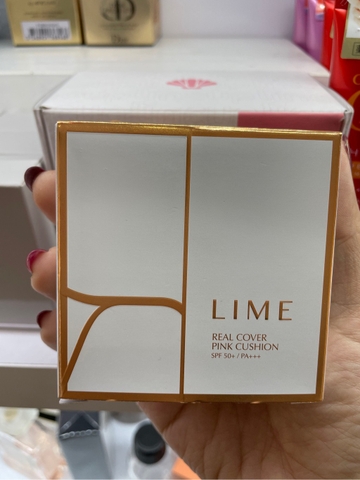 LIME
REAL COVER
PINK CUSHION
SPF 50+ / PA+++